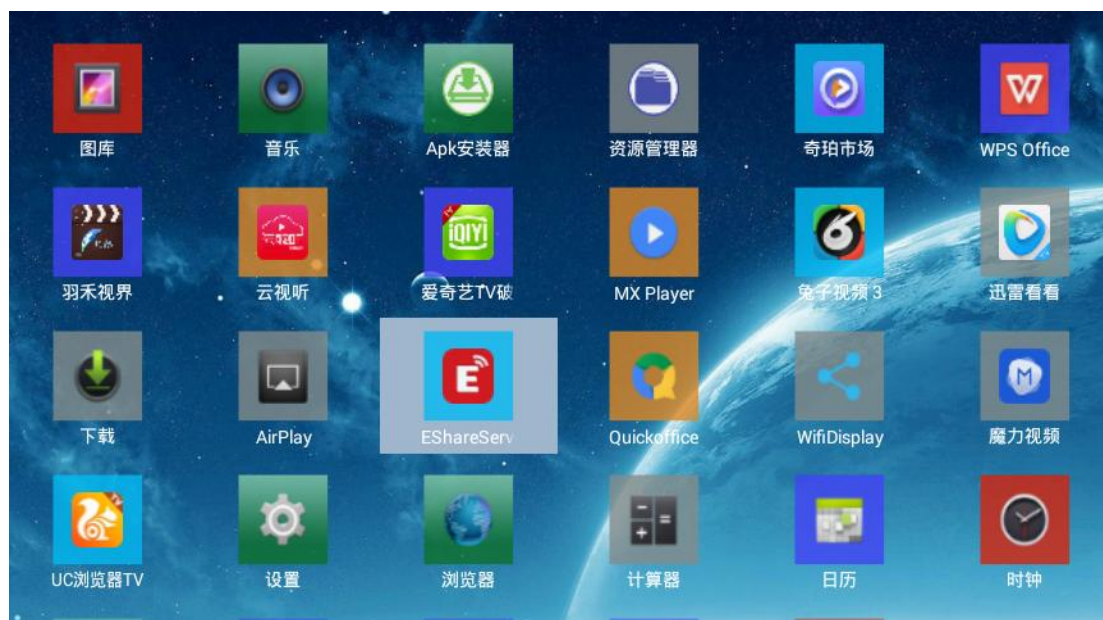 图库
音乐
Apk安装器
资源管理器
奇珀市场
WPS Office
羽禾视界
云视听
爱奇艺TV破
MX Player
兔子视频 3
迅雷看看
iQIYI
下载
AirPlay
EShareServ
Quickoffice
WifiDisplay
魔力视频
E
M
UC浏览器TV
设置
浏览器
计算器
日历
时钟